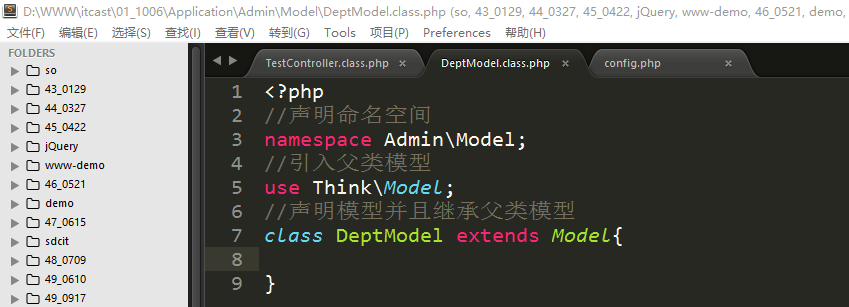 D:\WWW\itcast\01_1006\Application\Admin\Model\DeptModel.class.php (so, 43_0129, 44_0327, 45_0422, jQuery, www-demo, 46_0521, demo,
文件(F) 编辑(E) 选择(S) 查找(I) 查看(V) 转到(G) Tools 项目(P) Preferences 帮助(H)
FOLDERS
so
43_0129
44_0327
45_0422
jQuery
www-demo
46_0521
demo
47_0615
sdcit
48_0709
49_0610
49_0917
TestController.class.php × DeptModel.class.php × config.php ×
1 <?php
2 //声明命名空间
3 namespace Admin\Model;
4 //引入父类模型
5 use Think\Model;
6 //声明模型并且继承父类模型
7 class DeptModel extends Model{
8
9 }